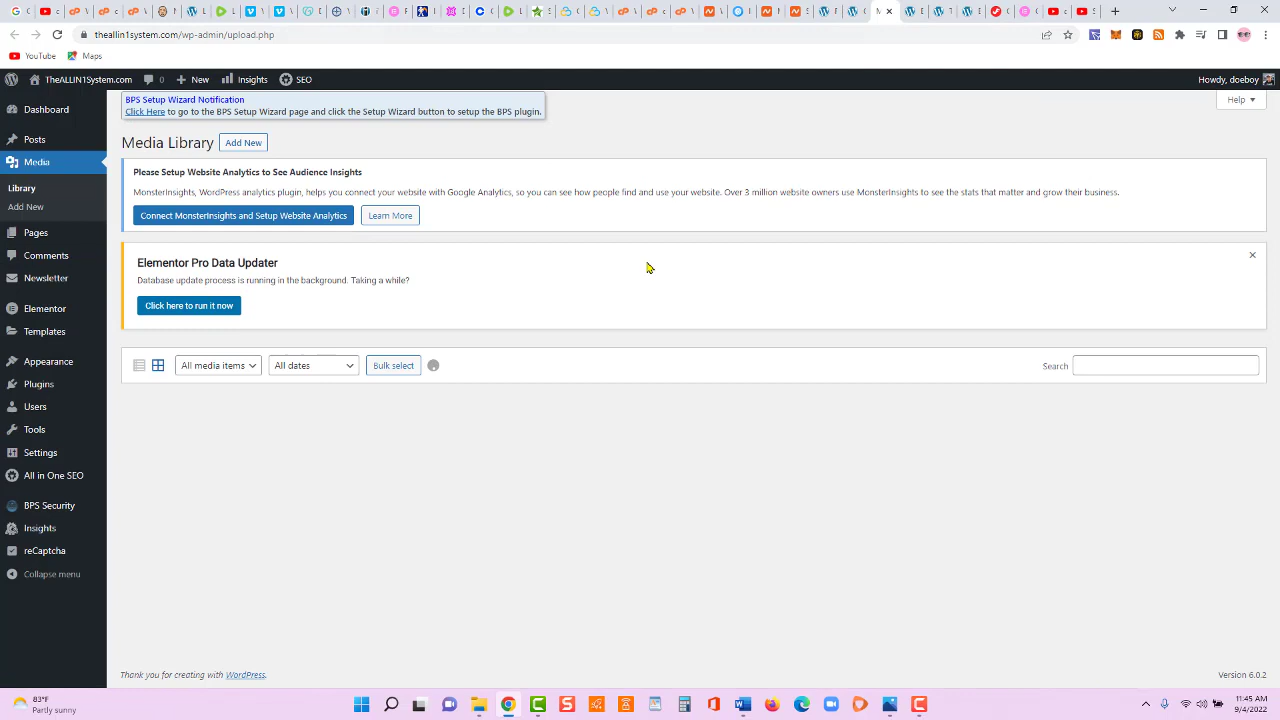 theallin1system.com/wp-admin/upload.php
YouTube
Maps
TheALLIN1System.com
0
New
Insights
SEO
Howdy, doeboy
Dashboard
Posts
Media
Library
Add New
Pages
Comments
Newsletter
Elementor
Templates
Appearance
Plugins
Users
Tools
Settings
All in One SEO
BPS Security
Insights
reCaptcha
Collapse menu
BPS Setup Wizard Notification
Click Here to go to the BPS Setup Wizard page and click the Setup Wizard button to setup the BPS plugin.
Help
Media Library
Add New
Please Setup Website Analytics to See Audience Insights
MonsterInsights, WordPress analytics plugin, helps you connect your website with Google Analytics, so you can see how people find and use your website. Over 3 million website owners use MonsterInsights to see the stats that matter and grow their business.
Connect MonsterInsights and Setup Website Analytics
Learn More
Elementor Pro Data Updater
Database update process is running in the background. Taking a while?
Click here to run it now
All media items
All dates
Bulk select
Search
Thank you for creating with WordPress.
Version 6.0.2
83°F
Partly sunny
11:45 AM
9/4/2022